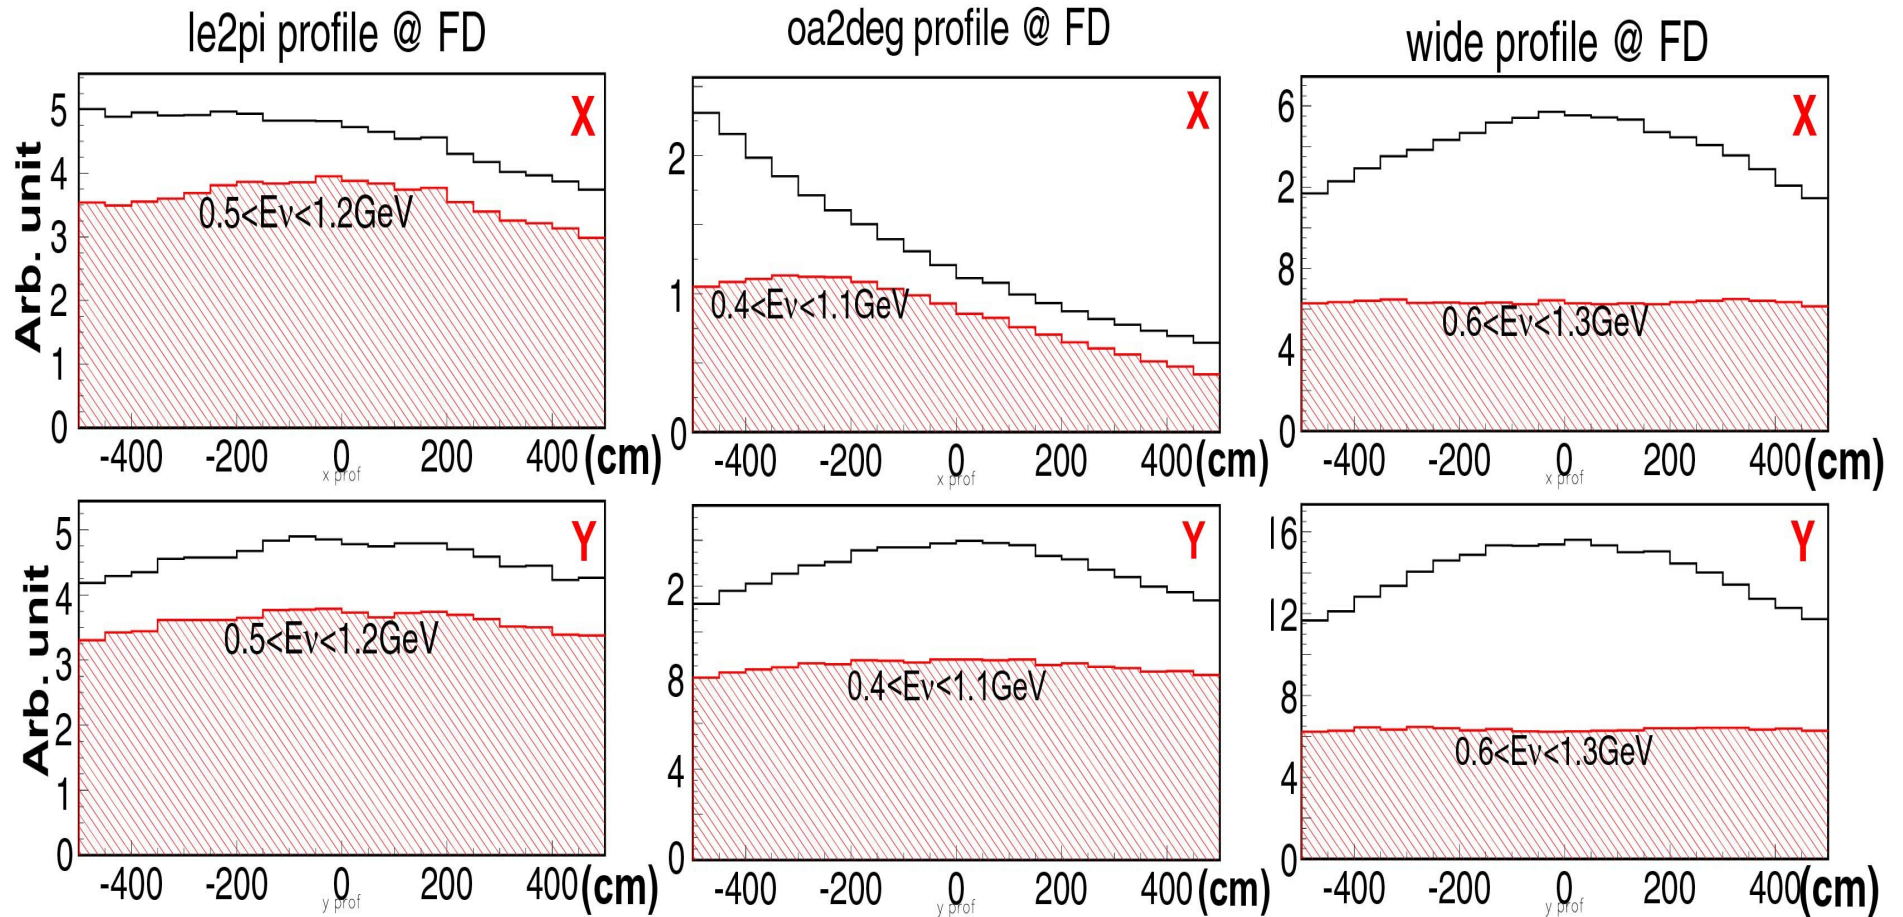 le2pi profile @ FD
oa2deg profile @ FD
wide profile @ FD
X
5
4
3
2
1
0
Arb. unit
0.5<Eν<1.2GeV
-400 -200 0 200 400 (cm)
x prof
X
2
1
0
0.4<Eν<1.1GeV
-400 -200 0 200 400 (cm)
x prof
X
6
2
8
4
0
0.6<Eν<1.3GeV
-400 -200 0 200 400 (cm)
x prof
Y
5
4
3
2
1
0
Arb. unit
0.5<Eν<1.2GeV
-400 -200 0 200 400 (cm)
y prof
Y
2
8
4
0
0.4<Eν<1.1GeV
-400 -200 0 200 400 (cm)
y prof
Y
16
12
8
4
0
0.6<Eν<1.3GeV
-400 -200 0 200 400 (cm)
y prof